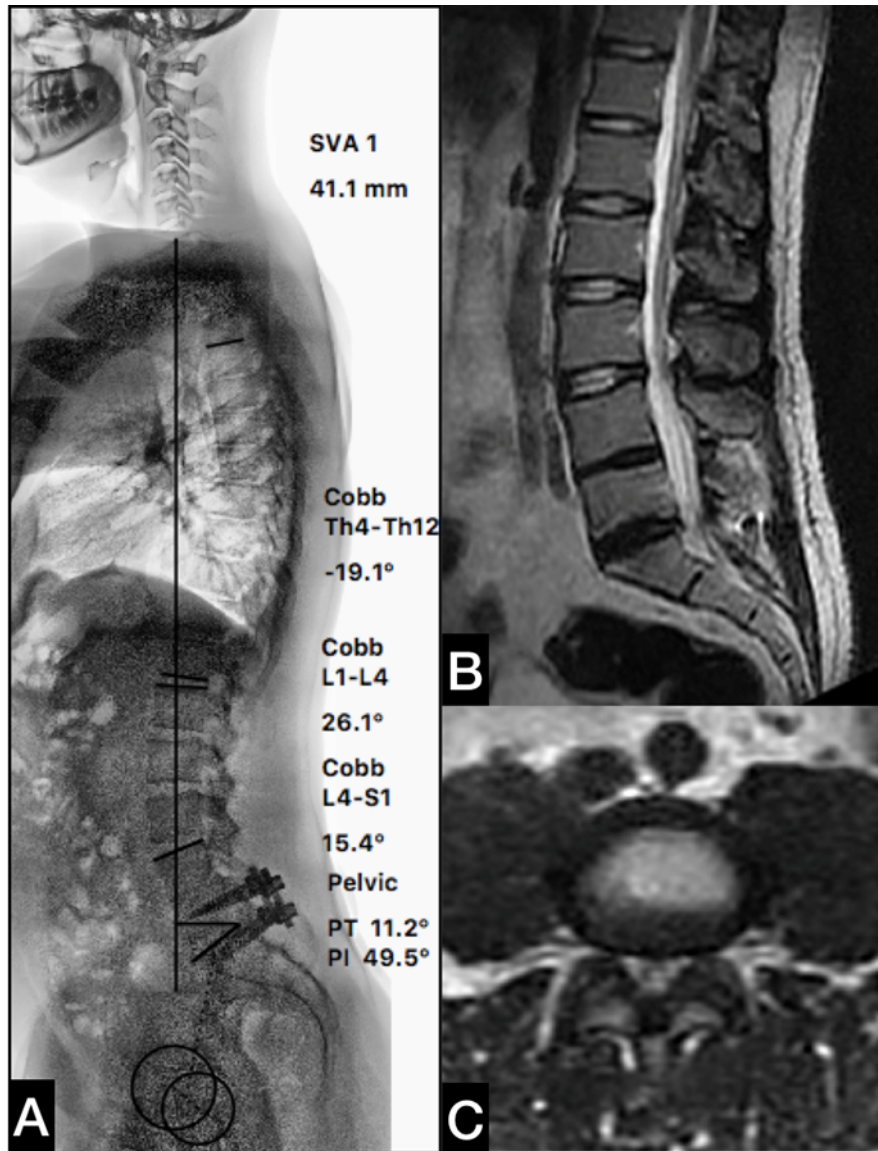 SVA 1
41.1 mm
Cobb
Th4-Th12
-19.1°
Cobb
L1-L4
26.1°
Cobb
L4-S1
15.4°
Pelvic
PT 11.2°
PI 49.5°
A
B
C